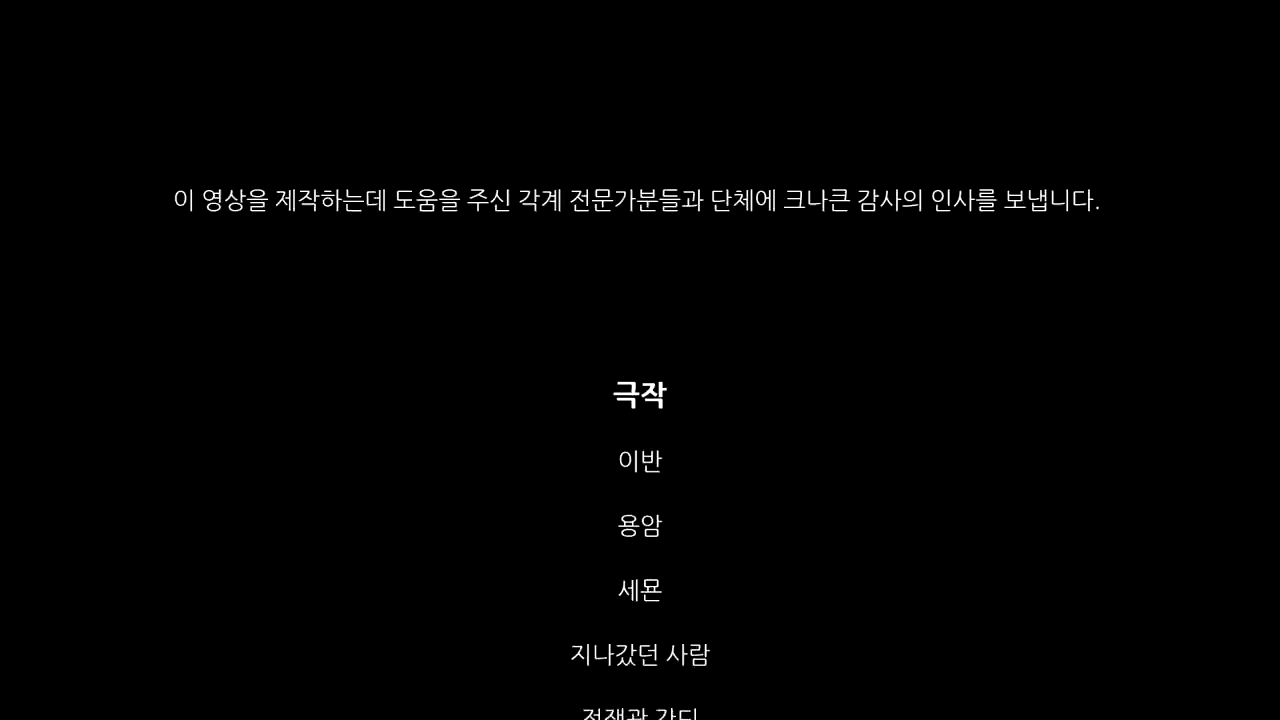 이 영상을 제작하는데 도움을 주신 각계 전문가분들과 단체에 크나큰 감사의 인사를 보냅니다.
극작
이반
용암
세묜
지나갔던 사람